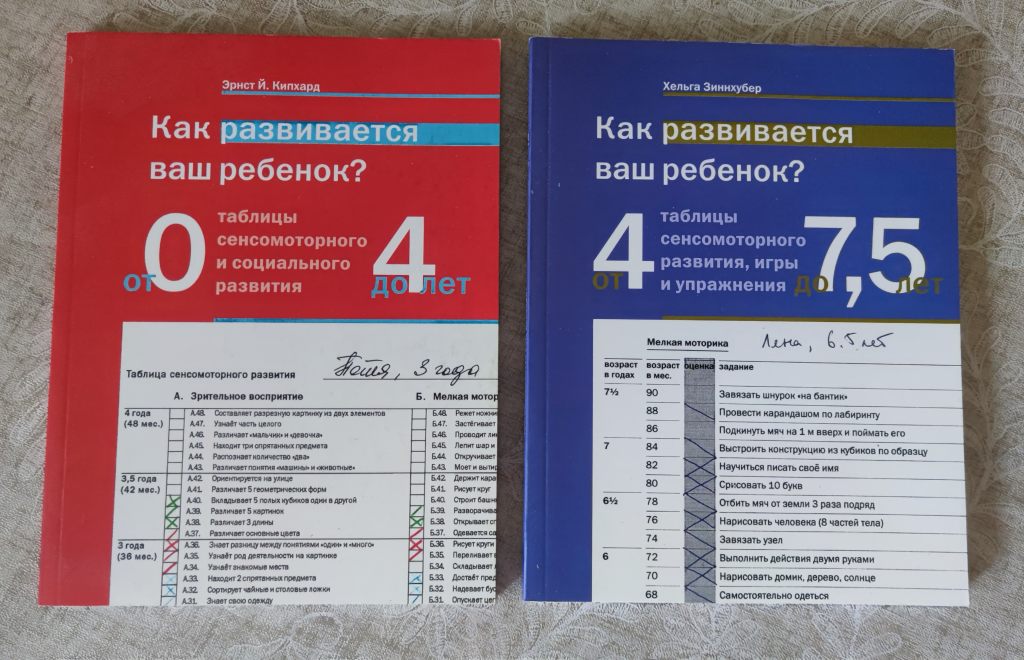 Эрнст Й. Кипхард
Как развивается
ваш ребенок?
от 0
таблицы
сенсомоторного
и социального
развития
до 4 лет
Таблица сенсомоторного развития
Петя, 3 года
А. Зрительное восприятие
Б. Мелкая мотор
4 года
(48 мес.)
А.48. Составляет разрезную картинку из двух элементов
Б.48. Режет ножни
А.47. Узнаёт часть целого
Б.47. Застёгивает
А.46. Различает «мальчик» и «девочка»
Б.46. Проводит ли
А.45. Находит три спрятанных предмета
Б.45. Лепит шар и
А.44. Распознает количество «два»
Б.44. Откручивает
А.43. Различает понятия «машины» и «животные»
Б.43. Моет и выти
3,5 года
(42 мес.)
А.42. Ориентируется на улице
Б.42. Держит кара
А.41. Различает 5 геометрических форм
Б.41. Рисует круг
А.40. Вкладывает 5 полых кубиков один в другой
Б.40. Строит башн
А.39. Различает 5 картинок
Б.39. Разворачива
А.38. Различает 3 длины
Б.38. Открывает ст
А.37. Различает основные цвета
Б.37. Одевается са
3 года
(36 мес.)
А.36. Знает разницу между понятиями «один» и «много»
Б.36. Рисует круги
А.35. Узнаёт род деятельности на картинке
Б.35. Переливает в
А.34. Узнаёт знакомые места
Б.34. Складывает л
А.33. Находит 2 спрятанных предмета
Б.33. Достаёт пред
А.32. Сортирует чайные и столовые ложки
Б.32. Надевает бус
А.31. Знает свою одежду
Б.31. Опускает цег
Хельга Зиннхубер
Как развивается
ваш ребенок?
от 4
таблицы
сенсомоторного
развития, игры
и упражнения
до 7,5 лет
Мелкая моторика
Лена, 6.5 лет
возраст в годах
возраст в мес.
оценка
задание
7½ 90 Завязать шнурок «на бантик»
88 Провести карандашом по лабиринту
86 Подкинуть мяч на 1 м вверх и поймать его
7 84 Выстроить конструкцию из кубиков по образцу
82 Научиться писать своё имя
80 Срисовать 10 букв
6½ 78 Отбить мяч от земли 3 раза подряд
76 Нарисовать человека (8 частей тела)
74 Завязать узел
6 72 Выполнить действия двумя руками
70 Нарисовать домик, дерево, солнце
68 Самостоятельно одеться